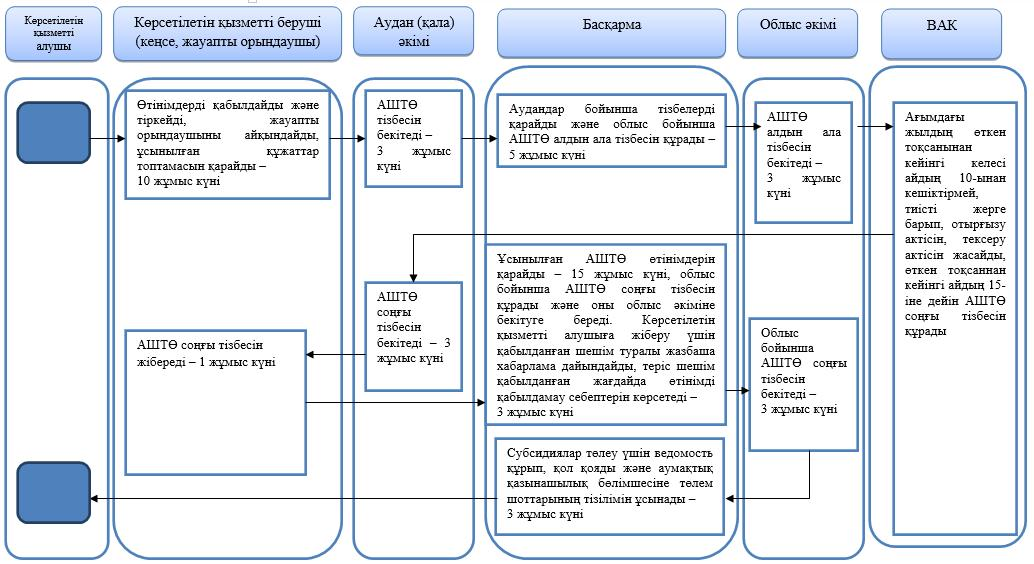 Көрсетілетін
қызметті
алушы
Көрсетілетін қызметті беруші
(кеңсе, жауапты орындаушы)
Аудан (қала)
әкімі
Басқарма
Облыс әкімі
ВАК
Өтінімдерді қабылдайды және
тіркейді, жауапты
орындаушыны айқындайды,
ұсынылған құжаттар
топтамасын қарайды –
10 жұмыс күні
АШТӨ
тізбесін
бекітеді –
3 жұмыс
күні
Аудандар бойынша тізбелерді
қарайды және облыс бойынша
АШТӨ алдын ала тізбесін құрады –
5 жұмыс күні
АШТӨ
алдын ала
тізбесін
бекітеді –
3 жұмыс
күні
Ағымдағы
жылдың өткен
тоқсанынан
кейінгі келесі
айдың 10-ынан
кешіктірмей,
тиісті жерге
барып, отырғызу
актісін, тексеру
актісін жасайды,
өткен тоқсаннан
кейінгі айдың 15-
іне дейін АШТӨ
соңғы тізбесін
құрады
АШТӨ
соңғы
тізбесін
бекітеді – 3
жұмыс күні
АШТӨ соңғы тізбесін
жібереді – 1 жұмыс күні
Ұсынылған АШТӨ өтінімдерін
қарайды – 15 жұмыс күні, облыс
бойынша АШТӨ соңғы тізбесін
құрады және оны облыс әкіміне
бекітуге береді. Көрсетілетін
қызметті алушыға жіберу үшін
қабылданған шешім туралы жазбаша
хабарлама дайындайды, теріс шешім
қабылданған жағдайда өтінімді
қабылдамау себептерін көрсетеді –
3 жұмыс күні
Облыс
бойынша
АШТӨ соңғы
тізбесін
бекітеді –
3 жұмыс күні
Субсидиялар төлеу үшін ведомость
құрып, қол қояды және аумақтық
қазынашылық бөлімшесіне төлем
шоттарының тізілімін ұсынады –
3 жұмыс күні